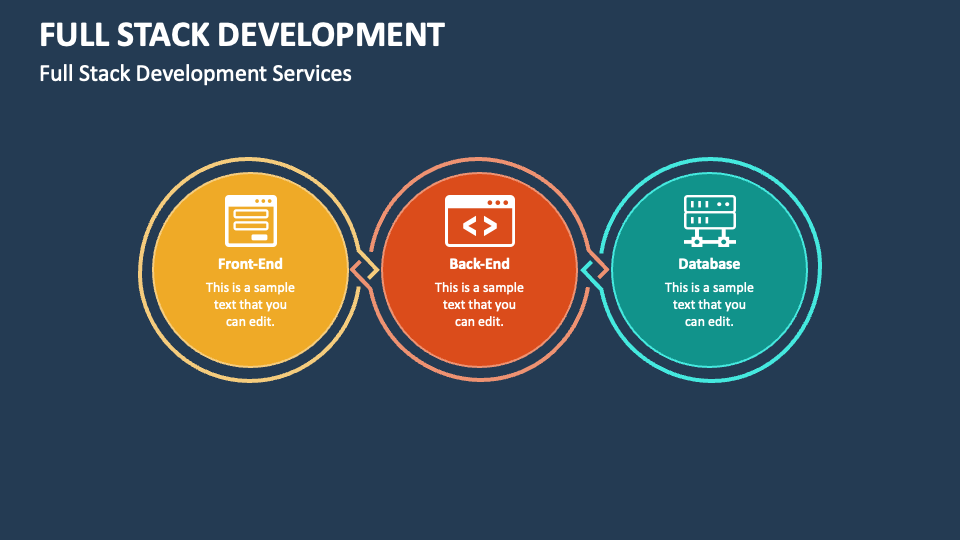 FULL STACK DEVELOPMENT
Full Stack Development Services
Front-End
This is a sample
text that you
can edit.
Back-End
This is a sample
text that you
can edit.
Database
This is a sample
text that you
can edit.